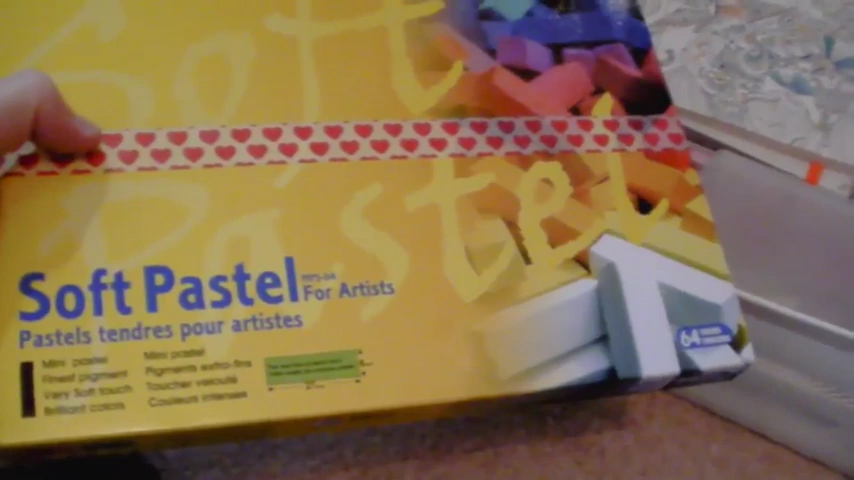 Soft
Pastel
Soft Pastel
For Artists
Pastels tendres pour artistes
Mini pastel
Finest pigment
Very Soft touch
Brilliant colors
Mini pastel
Pigments extra-fins
Toucher velouté
Couleurs intenses
64